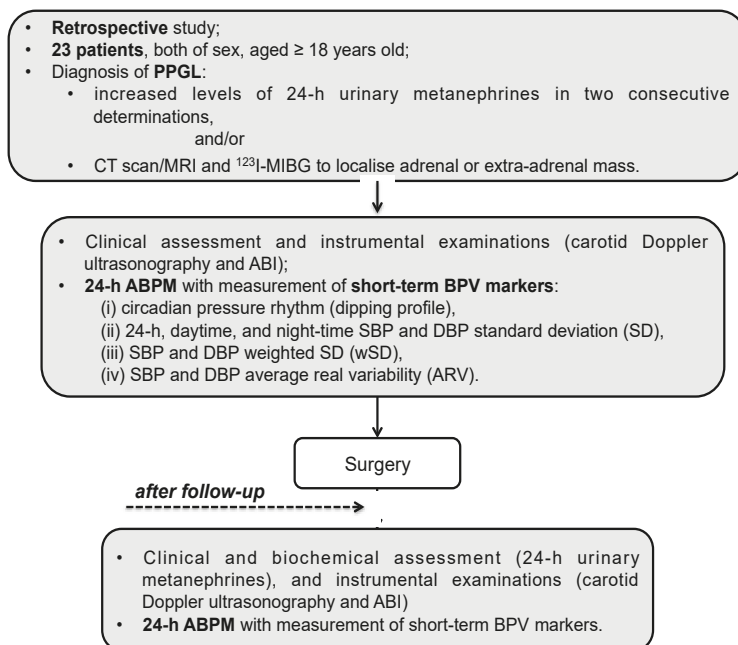 • Retrospective study;
• 23 patients, both of sex, aged ≥ 18 years old;
• Diagnosis of PPGL:
• increased levels of 24-h urinary metanephrines in two consecutive
determinations,
and/or
• CT scan/MRI and ¹²³I-MIBG to localise adrenal or extra-adrenal mass.
• Clinical assessment and instrumental examinations (carotid Doppler
ultrasonography and ABI);
• 24-h ABPM with measurement of short-term BPV markers:
(i) circadian pressure rhythm (dipping profile),
(ii) 24-h, daytime, and night-time SBP and DBP standard deviation (SD),
(iii) SBP and DBP weighted SD (wSD),
(iv) SBP and DBP average real variability (ARV).
Surgery
after follow-up
• Clinical and biochemical assessment (24-h urinary
metanephrines), and instrumental examinations (carotid
Doppler ultrasonography and ABI)
• 24-h ABPM with measurement of short-term BPV markers.